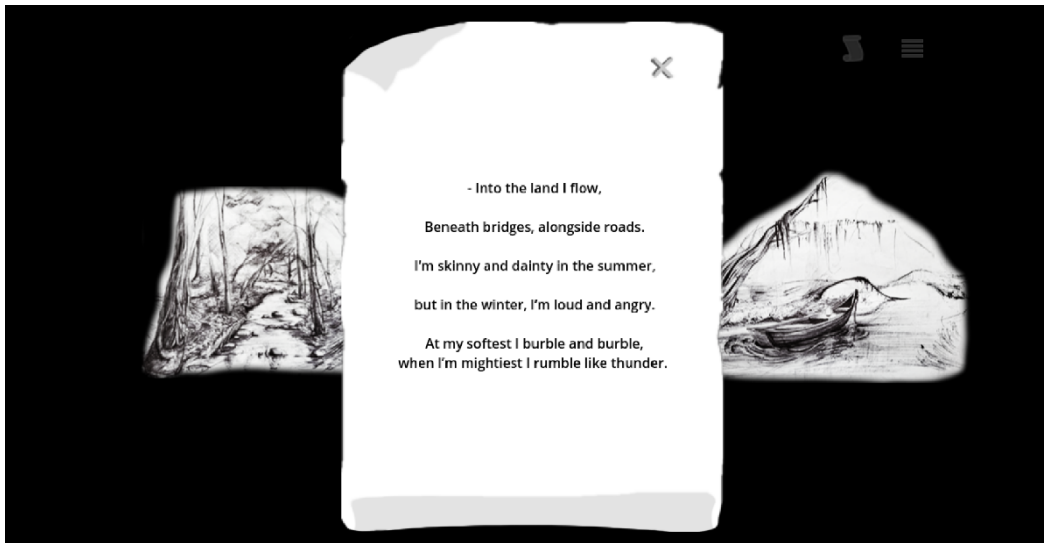 - Into the land I flow,
Beneath bridges, alongside roads.
I'm skinny and dainty in the summer,
but in the winter, I'm loud and angry.
At my softest I burble and burble,
when I'm mightiest I rumble like thunder.